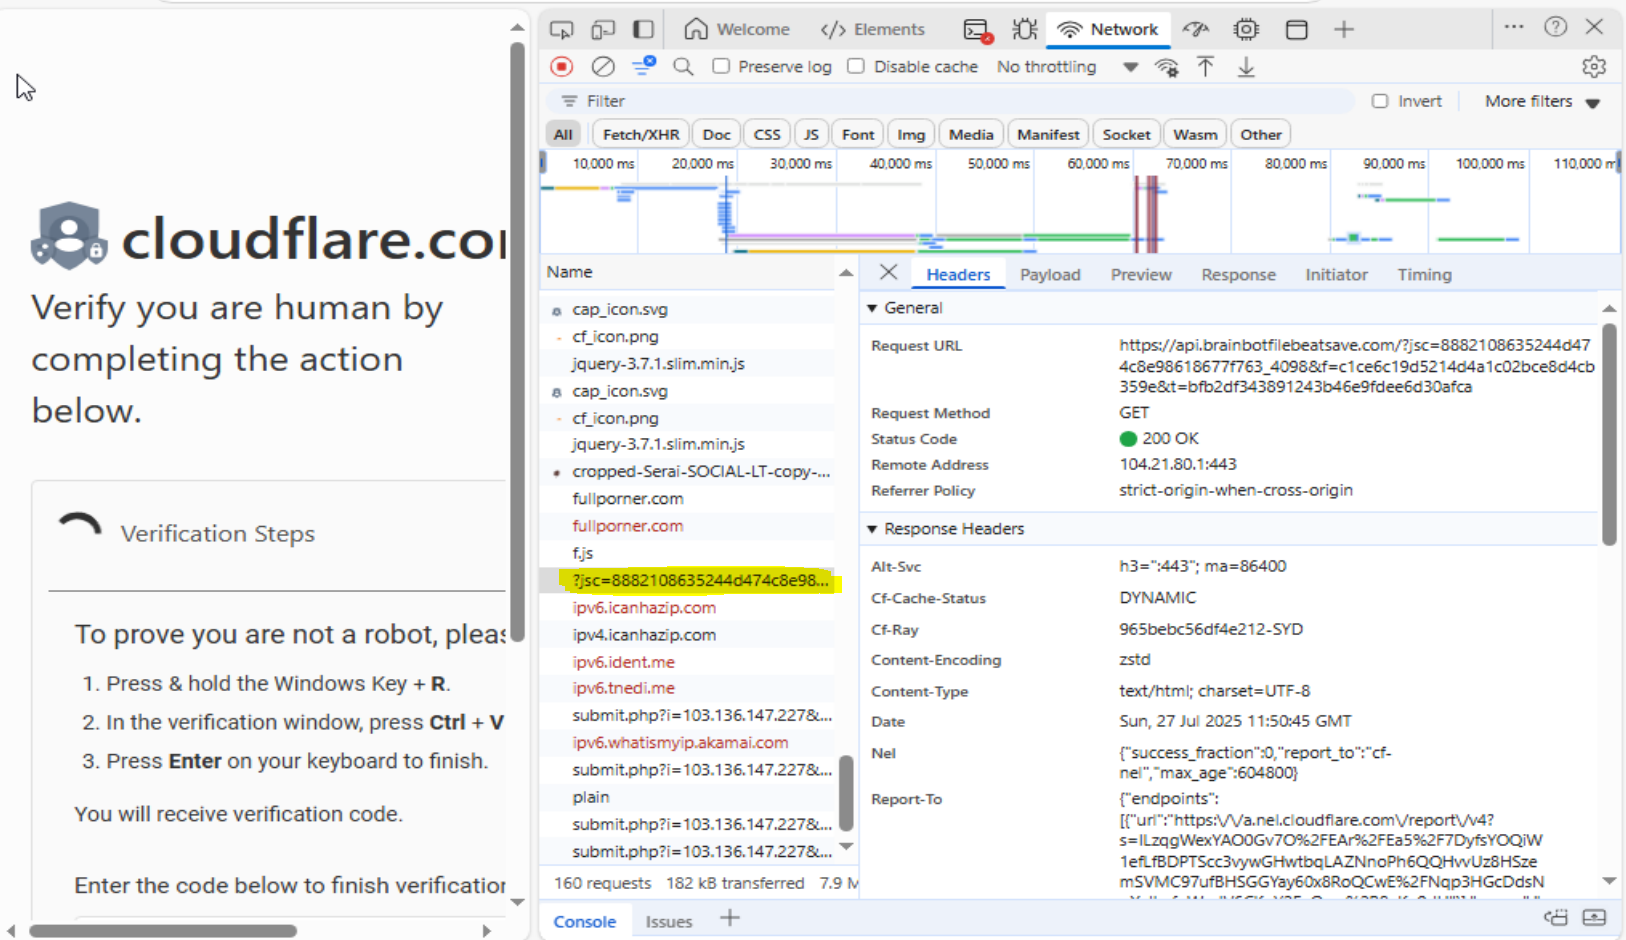 cloudflare.co
Verify you are human by
completing the action
below.
Verification Steps
To prove you are not a robot,
1. Press & hold the Windows Key + R.
2. In the verification window, press Ctrl + V
3. Press Enter on your keyboard to finish.
You will receive verification code.
Enter the code below to finish
Welcome
</> Elements
Network
Preserve log
Disable cache
No throttling
Filter
Invert
More filters
All
Fetch/XHR
Doc
CSS
JS
Font
Img
Media
Manifest
Socket
Wasm
Other
10,000 ms
20,000 ms
30,000 ms
40,000 ms
50,000 ms
60,000 ms
70,000 ms
80,000 ms
90,000 ms
100,000 ms
110,000 m
Name
cap_icon.svg
cf_icon.png
jquery-3.7.1.slim.min.js
cap_icon.svg
cf_icon.png
jquery-3.7.1.slim.min.js
cropped-Serai-SOCIAL-LT-copy-...
fullporner.com
fullporner.com
f.js
?jsc=8882108635244d474c8e98...
ipv6.icanhazip.com
ipv4.icanhazip.com
ipv6.ident.me
ipv6.tnedi.me
submit.php?i=103.136.147.227&...
ipv6.whatismyip.akamai.com
submit.php?i=103.136.147.227&...
plain
submit.php?i=103.136.147.227&...
submit.php?i=103.136.147.227&...
160 requests 182 kB transferred 7.9 M
Headers
Payload
Preview
Response
Initiator
Timing
General
Request URL
https://api.brainbotfilebeatsave.com/?jsc=8882108635244d47
4c8e98618677f763_4098&f=c1ce6c19d5214d4a1c02bce8d4cb
359e&t=bfb2df343891243b46e9fdee6d30afca
Request Method GET
Status Code 200 OK
Remote Address 104.21.80.1:443
Referrer Policy strict-origin-when-cross-origin
Response Headers
Alt-Svc h3=":443"; ma=86400
Cf-Cache-Status DYNAMIC
Cf-Ray 965bebc56df4e212-SYD
Content-Encoding zstd
Content-Type text/html; charset=UTF-8
Date Sun, 27 Jul 2025 11:50:45 GMT
Nel {"success_fraction":0,"report_to":"cf-
nel","max_age":604800}
Report-To {"endpoints":
[{"url":"https:\/\/a.nel.cloudflare.com\/report\/v4?
s=ILzqgWexYAO0Gv7O%2FEAr%2FEa5%2F7DyfsYOQiW
1efLfBDPTScc3vywGHwtbqLAZNnoPh6QQHvvUz8HSze
mSVMC97ufBHSGGYay60x8RoQCwE%2FNqp3HGcDdsN
Console
Issues